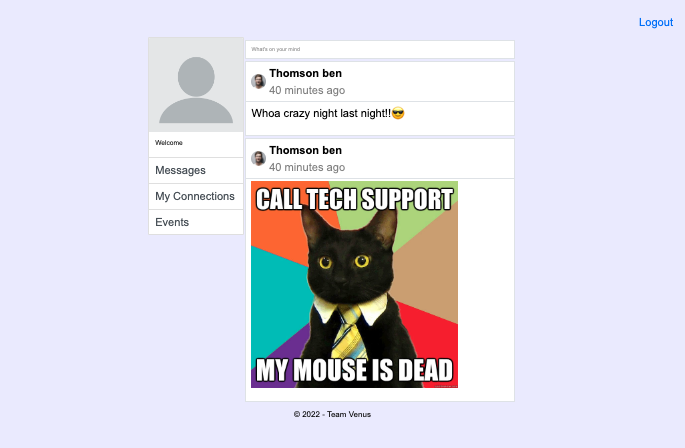 Logout
What's on your mind
Welcome
Messages
My Connections
Events
Thomson ben
40 minutes ago
Whoa crazy night last night!!😎
Thomson ben
40 minutes ago
CALL TECH SUPPORT
MY MOUSE IS DEAD
© 2022 - Team Venus